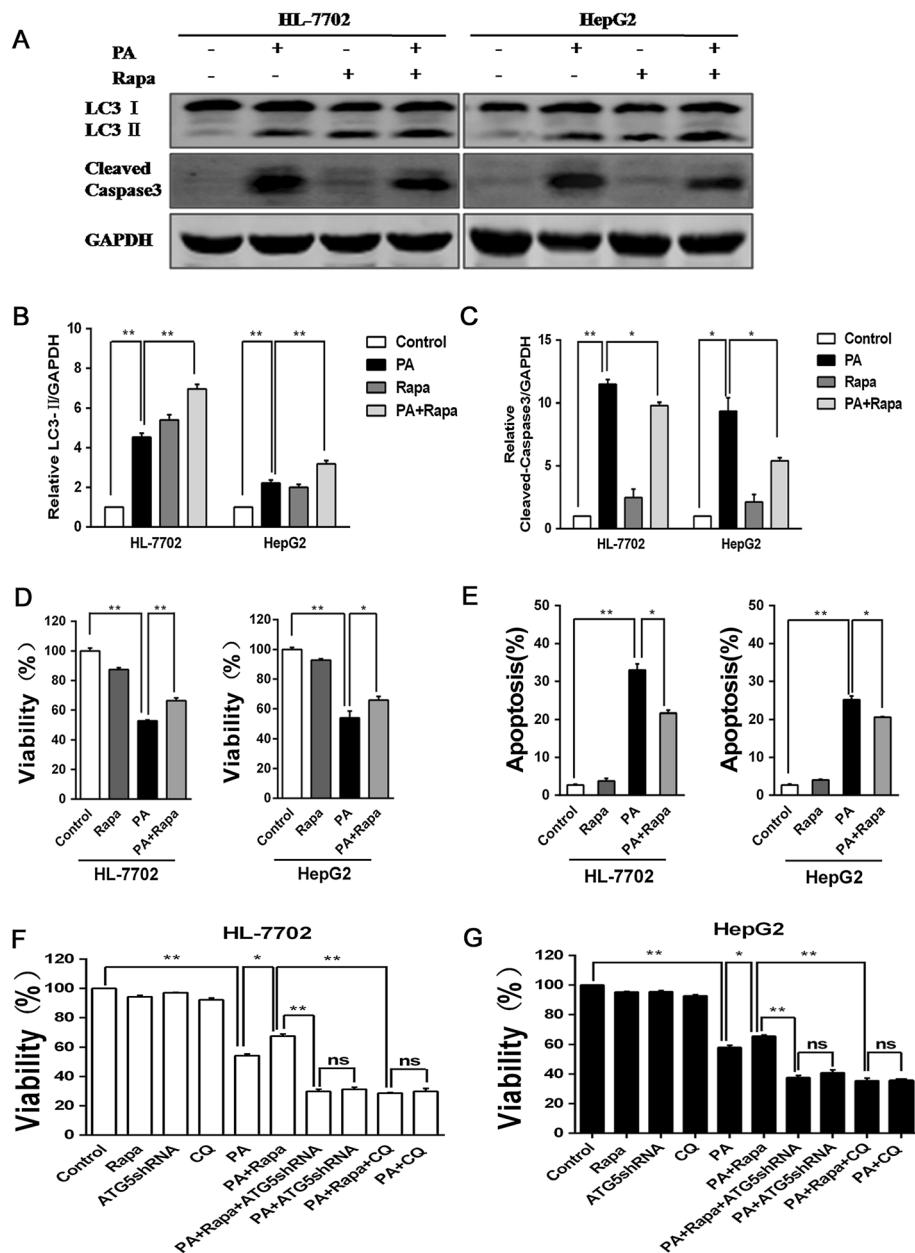 A
HL-7702 HepG2
PA - + - + - + - +
Rapa - - + + - - + +
LC3 Ⅰ
LC3 Ⅱ
Cleaved
Caspase3
GAPDH
B
Relative LC3-Ⅱ/GAPDH
10
8
6
4
2
0
** ** ** **
HL-7702 HepG2
Control
PA
Rapa
PA+Rapa
C
Relative
Cleaved-Caspase3/GAPDH
15
10
5
0
** * * *
HL-7702 HepG2
Control
PA
Rapa
PA+Rapa
D
Viability (%)
120
100
80
60
40
20
0
** **
Control Rapa PA PA+Rapa
HL-7702
Viability (%)
120
100
80
60
40
20
0
** *
Control Rapa PA PA+Rapa
HepG2
E
Apoptosis(%)
50
40
30
20
10
0
** *
Control Rapa PA PA+Rapa
HL-7702
Apoptosis(%)
50
40
30
20
10
0
** *
Control Rapa PA PA+Rapa
HepG2
F
HL-7702
Viability (%)
120
100
80
60
40
20
0
** * **
**
ns ns
Control Rapa ATG5shRNA CQ PA PA+Rapa PA+Rapa+ATG5shRNA PA+ATG5shRNA PA+Rapa+CQ PA+CQ
G
HepG2
Viability (%)
120
100
80
60
40
20
0
** * **
**
ns ns
Control Rapa ATG5shRNA CQ PA PA+Rapa PA+Rapa+ATG5shRNA PA+ATG5shRNA PA+Rapa+CQ PA+CQ